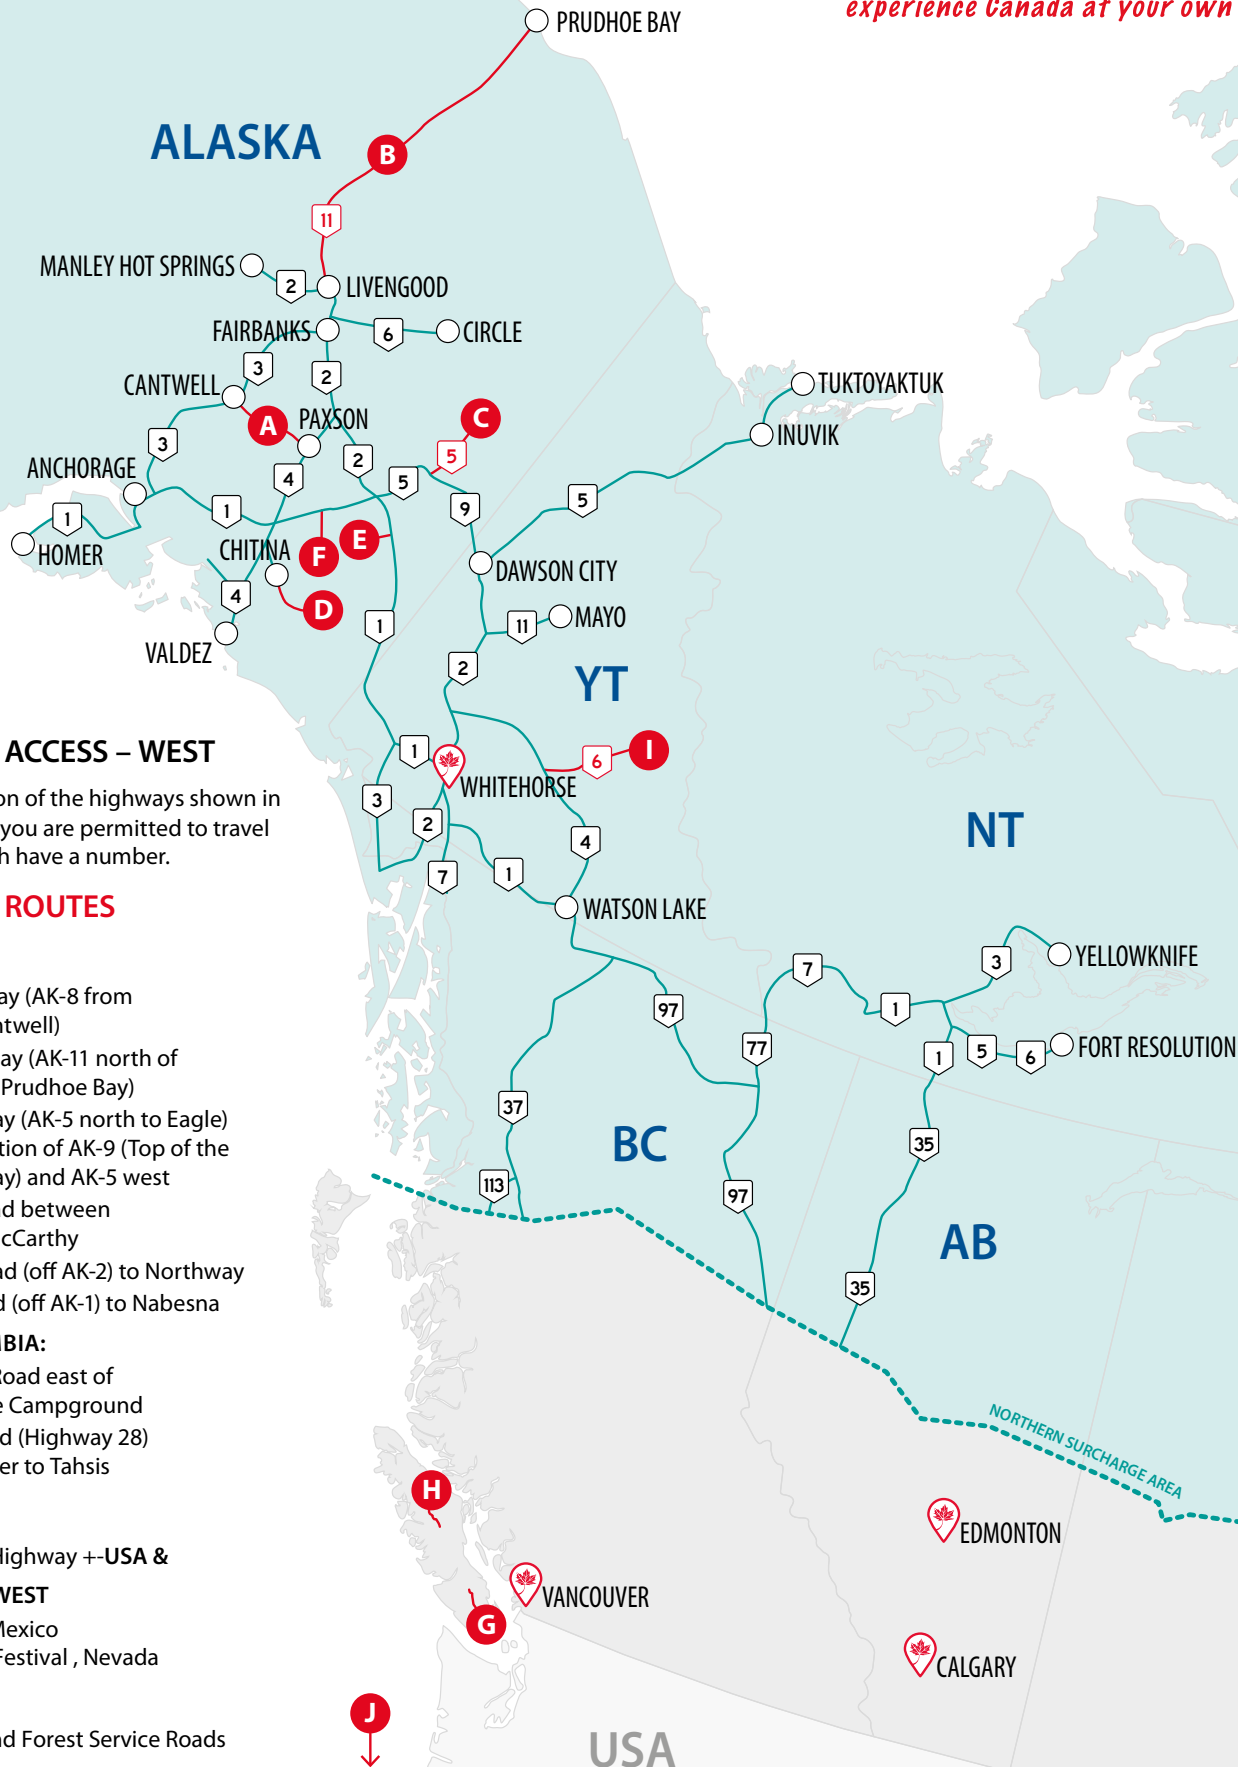 experience Canada at your own
PRUDHOE BAY
ALASKA
B
11
MANLEY HOT SPRINGS
2
LIVENGOOD
FAIRBANKS
6
CIRCLE
3
2
CANTWELL
TUKTOYAKTUK
A
PAXSON
C
INUVIK
3
2
5
ANCHORAGE
4
5
5
1
1
9
HOMER
CHITINA
F
E
DAWSON CITY
4
D
11
MAYO
1
VALDEZ
2
YT
ACCESS – WEST
1
6
I
WHITEHORSE
on of the highways shown in
you are permitted to travel
h have a number.
3
2
4
NT
7
1
ROUTES
WATSON LAKE
YELLOWKNIFE
3
7
97
1
ay (AK-8 from
ntwell)
ay (AK-11 north of
Prudhoe Bay)
77
1
5
6
FORT RESOLUTION
ay (AK-5 north to Eagle)
tion of AK-9 (Top of the
ay) and AK-5 west
37
BC
35
113
97
d between
cCarthy
AB
ad (off AK-2) to Northway
d (off AK-1) to Nabesna
35
MBIA:
Road east of
e Campground
d (Highway 28)
er to Tahsis
NORTHERN SURCHARGE AREA
H
EDMONTON
Highway +-USA &
WEST
VANCOUVER
Mexico
Festival , Nevada
G
CALGARY
J
nd Forest Service Roads
USA